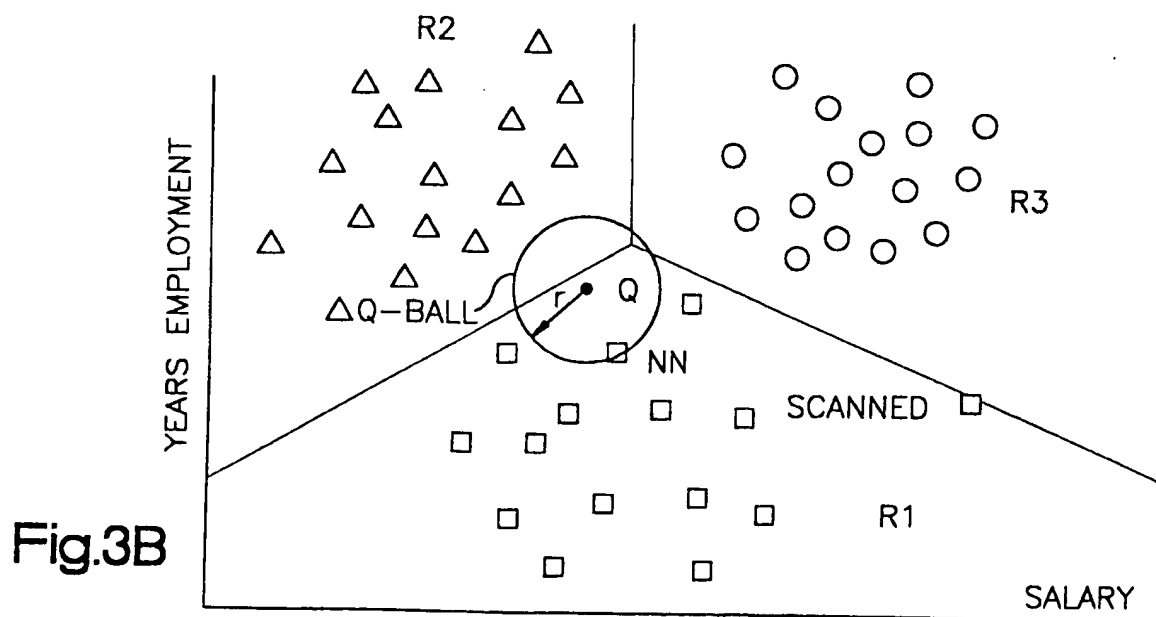 R2
R3
YEARS EMPLOYMENT
Q-BALL
r
Q
NN
SCANNED
R1
Fig.3B
SALARY